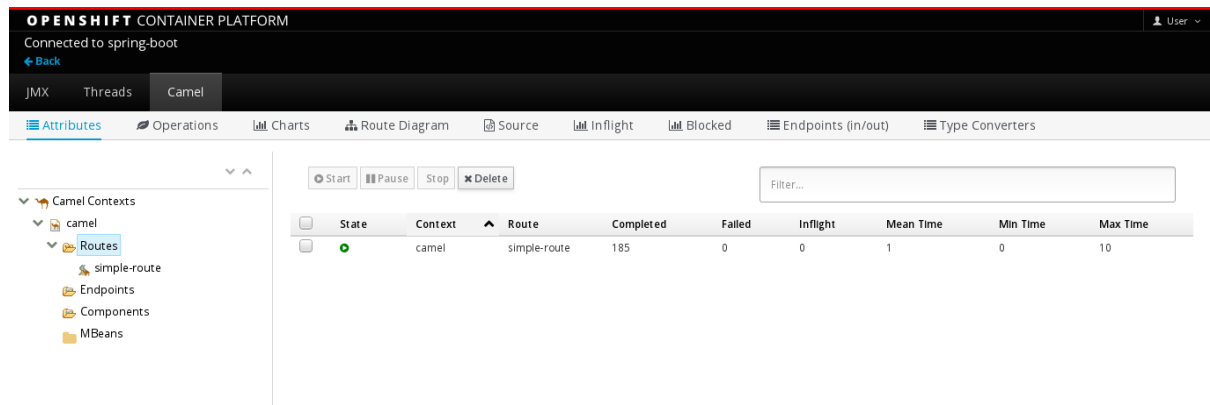 OPENSHIFT CONTAINER PLATFORM
User
Connected to spring-boot
Back
JMX Threads Camel
Attributes Operations Charts Route Diagram Source Inflight Blocked Endpoints (in/out) Type Converters
Start Pause Stop Delete
Filter...
Camel Contexts
camel
Routes
simple-route
Endpoints
Components
MBeans
State Context Route Completed Failed Inflight Mean Time Min Time Max Time
camel simple-route 185 0 0 1 0 10